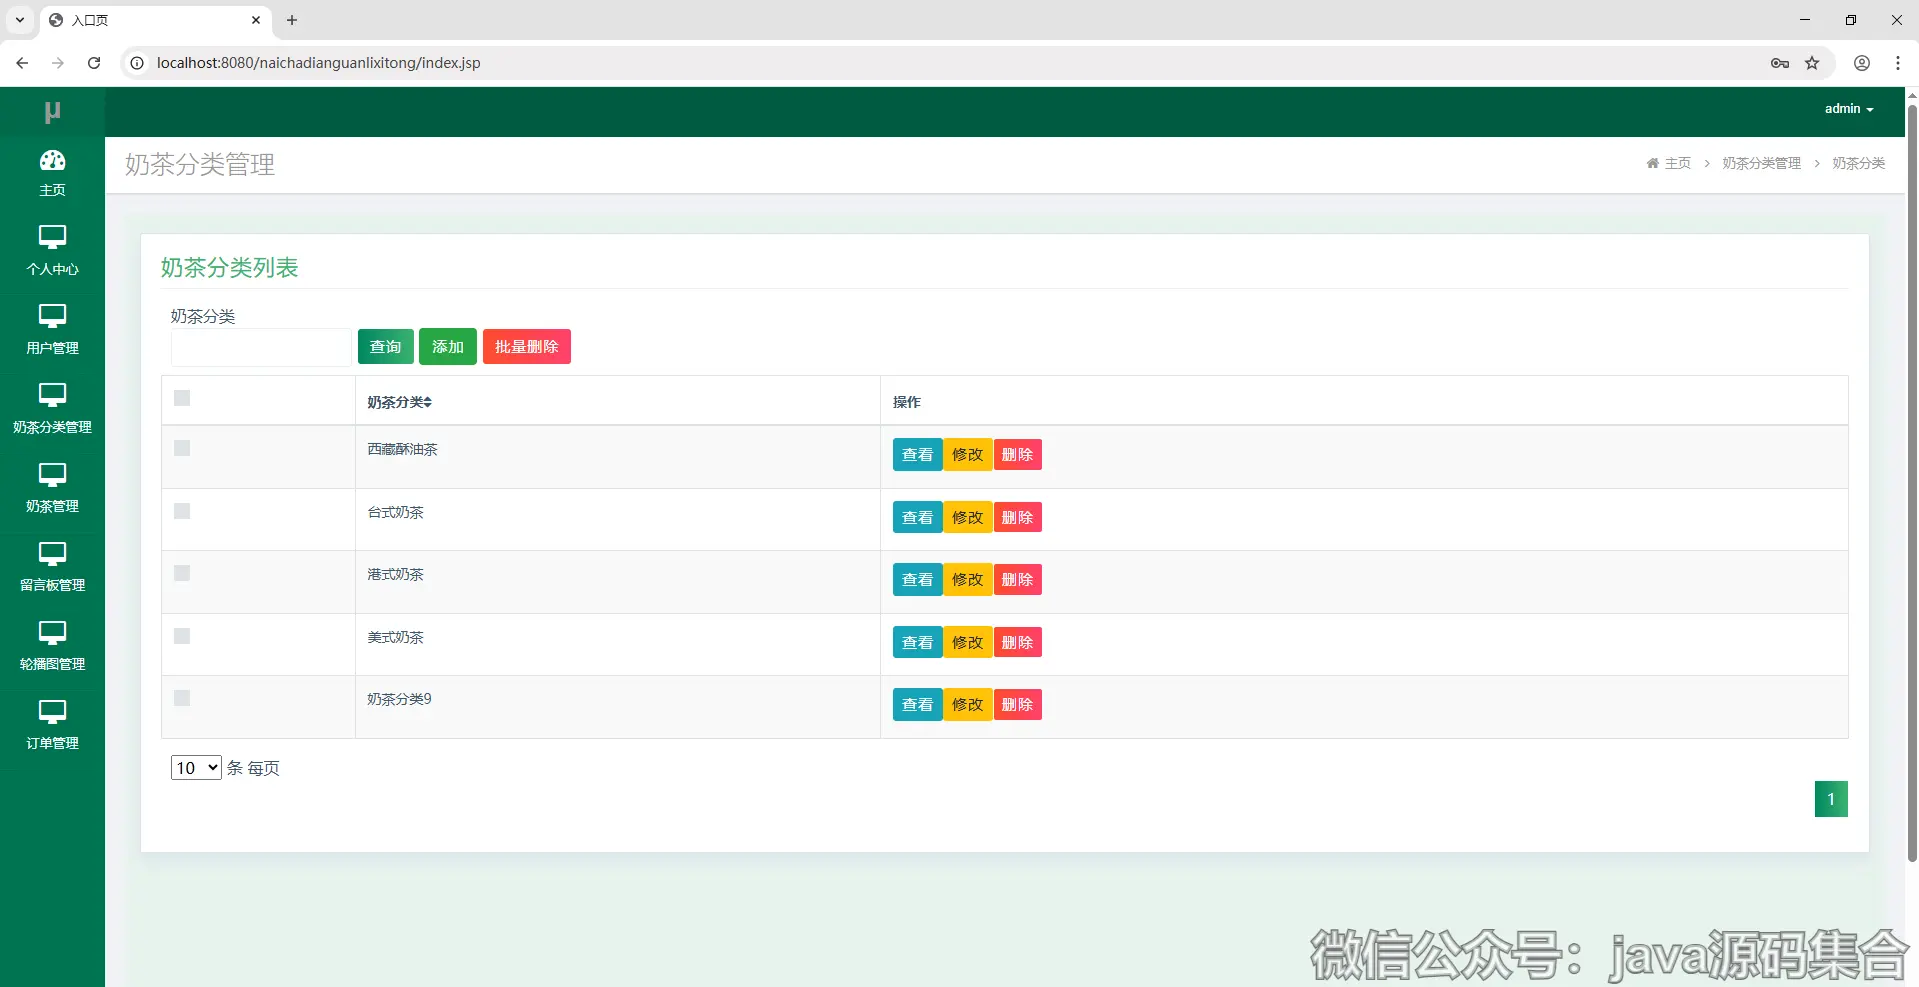 入口页
localhost:8080/naichadianguanlixitong/index.jsp
μ
admin
主页
个人中心
用户管理
奶茶分类管理
奶茶管理
留言板管理
轮播图管理
订单管理
奶茶分类管理
主页 > 奶茶分类管理 > 奶茶分类
奶茶分类列表
奶茶分类
查询 添加 批量删除
奶茶分类 操作
西藏酥油茶 查看 修改 删除
台式奶茶 查看 修改 删除
港式奶茶 查看 修改 删除
美式奶茶 查看 修改 删除
奶茶分类9 查看 修改 删除
10 条 每页
1
微信公众号：java源码集合